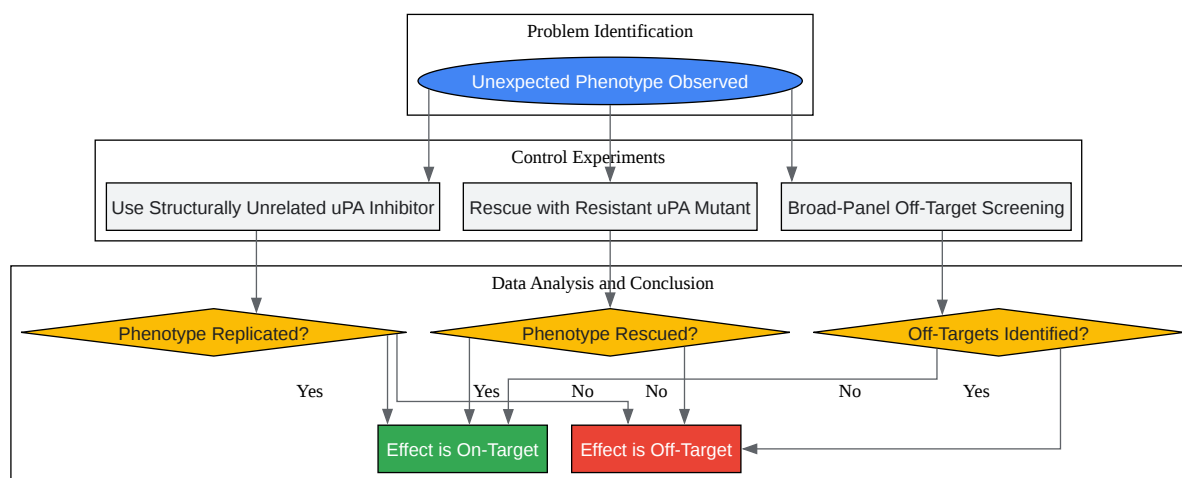 Problem Identification
Unexpected Phenotype Observed
Control Experiments
Use Structurally Unrelated uPA Inhibitor
Rescue with Resistant uPA Mutant
Broad-Panel Off-Target Screening
Data Analysis and Conclusion
Phenotype Replicated?
Phenotype Rescued?
Off-Targets Identified?
Yes
Yes
No
No
No
Yes
Effect is On-Target
Effect is Off-Target